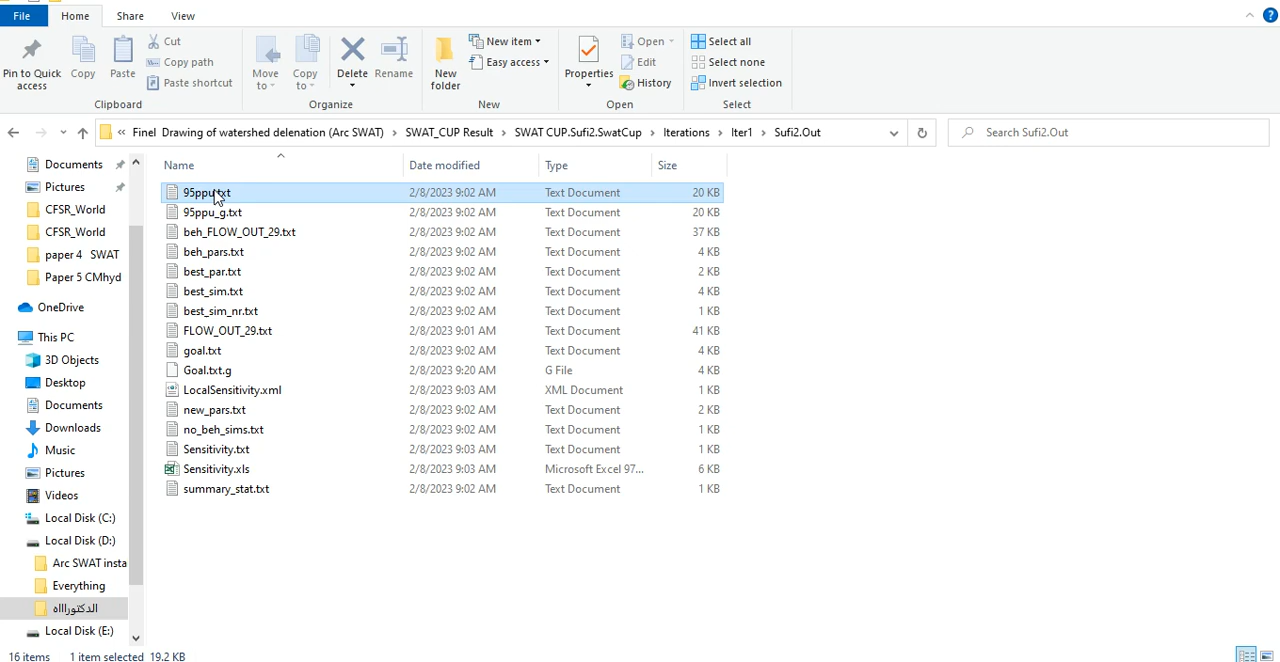 File Home Share View
Pin to Quick access
Copy
Paste
Cut
Copy path
Paste shortcut
Clipboard
Move to
Copy to
Delete
Rename
Organize
New folder
New item
Easy access
New
Properties
Open
Edit
History
Open
Select all
Select none
Invert selection
Select
« Finel Drawing of watershed delenation (Arc SWAT) › SWAT_CUP Result › SWAT CUP.Sufi2.SwatCup › Iterations › Iter1 › Sufi2.Out
Search Sufi2.Out
Documents
Pictures
CFSR_World
CFSR_World
paper 4 SWAT
Paper 5 CMhyd
OneDrive
This PC
3D Objects
Desktop
Documents
Downloads
Music
Pictures
Videos
Local Disk (C:)
Local Disk (D:)
Arc SWAT insta
Everything
الدكتوراااه
Local Disk (E:)
Name Date modified Type Size
95ppu.txt 2/8/2023 9:02 AM Text Document 20 KB
95ppu_g.txt 2/8/2023 9:02 AM Text Document 20 KB
beh_FLOW_OUT_29.txt 2/8/2023 9:02 AM Text Document 37 KB
beh_pars.txt 2/8/2023 9:02 AM Text Document 4 KB
best_par.txt 2/8/2023 9:02 AM Text Document 2 KB
best_sim.txt 2/8/2023 9:02 AM Text Document 4 KB
best_sim_nr.txt 2/8/2023 9:02 AM Text Document 1 KB
FLOW_OUT_29.txt 2/8/2023 9:01 AM Text Document 41 KB
goal.txt 2/8/2023 9:02 AM Text Document 4 KB
Goal.txt.g 2/8/2023 9:20 AM G File 4 KB
LocalSensitivity.xml 2/8/2023 9:03 AM XML Document 1 KB
new_pars.txt 2/8/2023 9:02 AM Text Document 2 KB
no_beh_sims.txt 2/8/2023 9:02 AM Text Document 1 KB
Sensitivity.txt 2/8/2023 9:03 AM Text Document 1 KB
Sensitivity.xls 2/8/2023 9:03 AM Microsoft Excel 97... 6 KB
summary_stat.txt 2/8/2023 9:02 AM Text Document 1 KB
16 items 1 item selected 19.2 KB